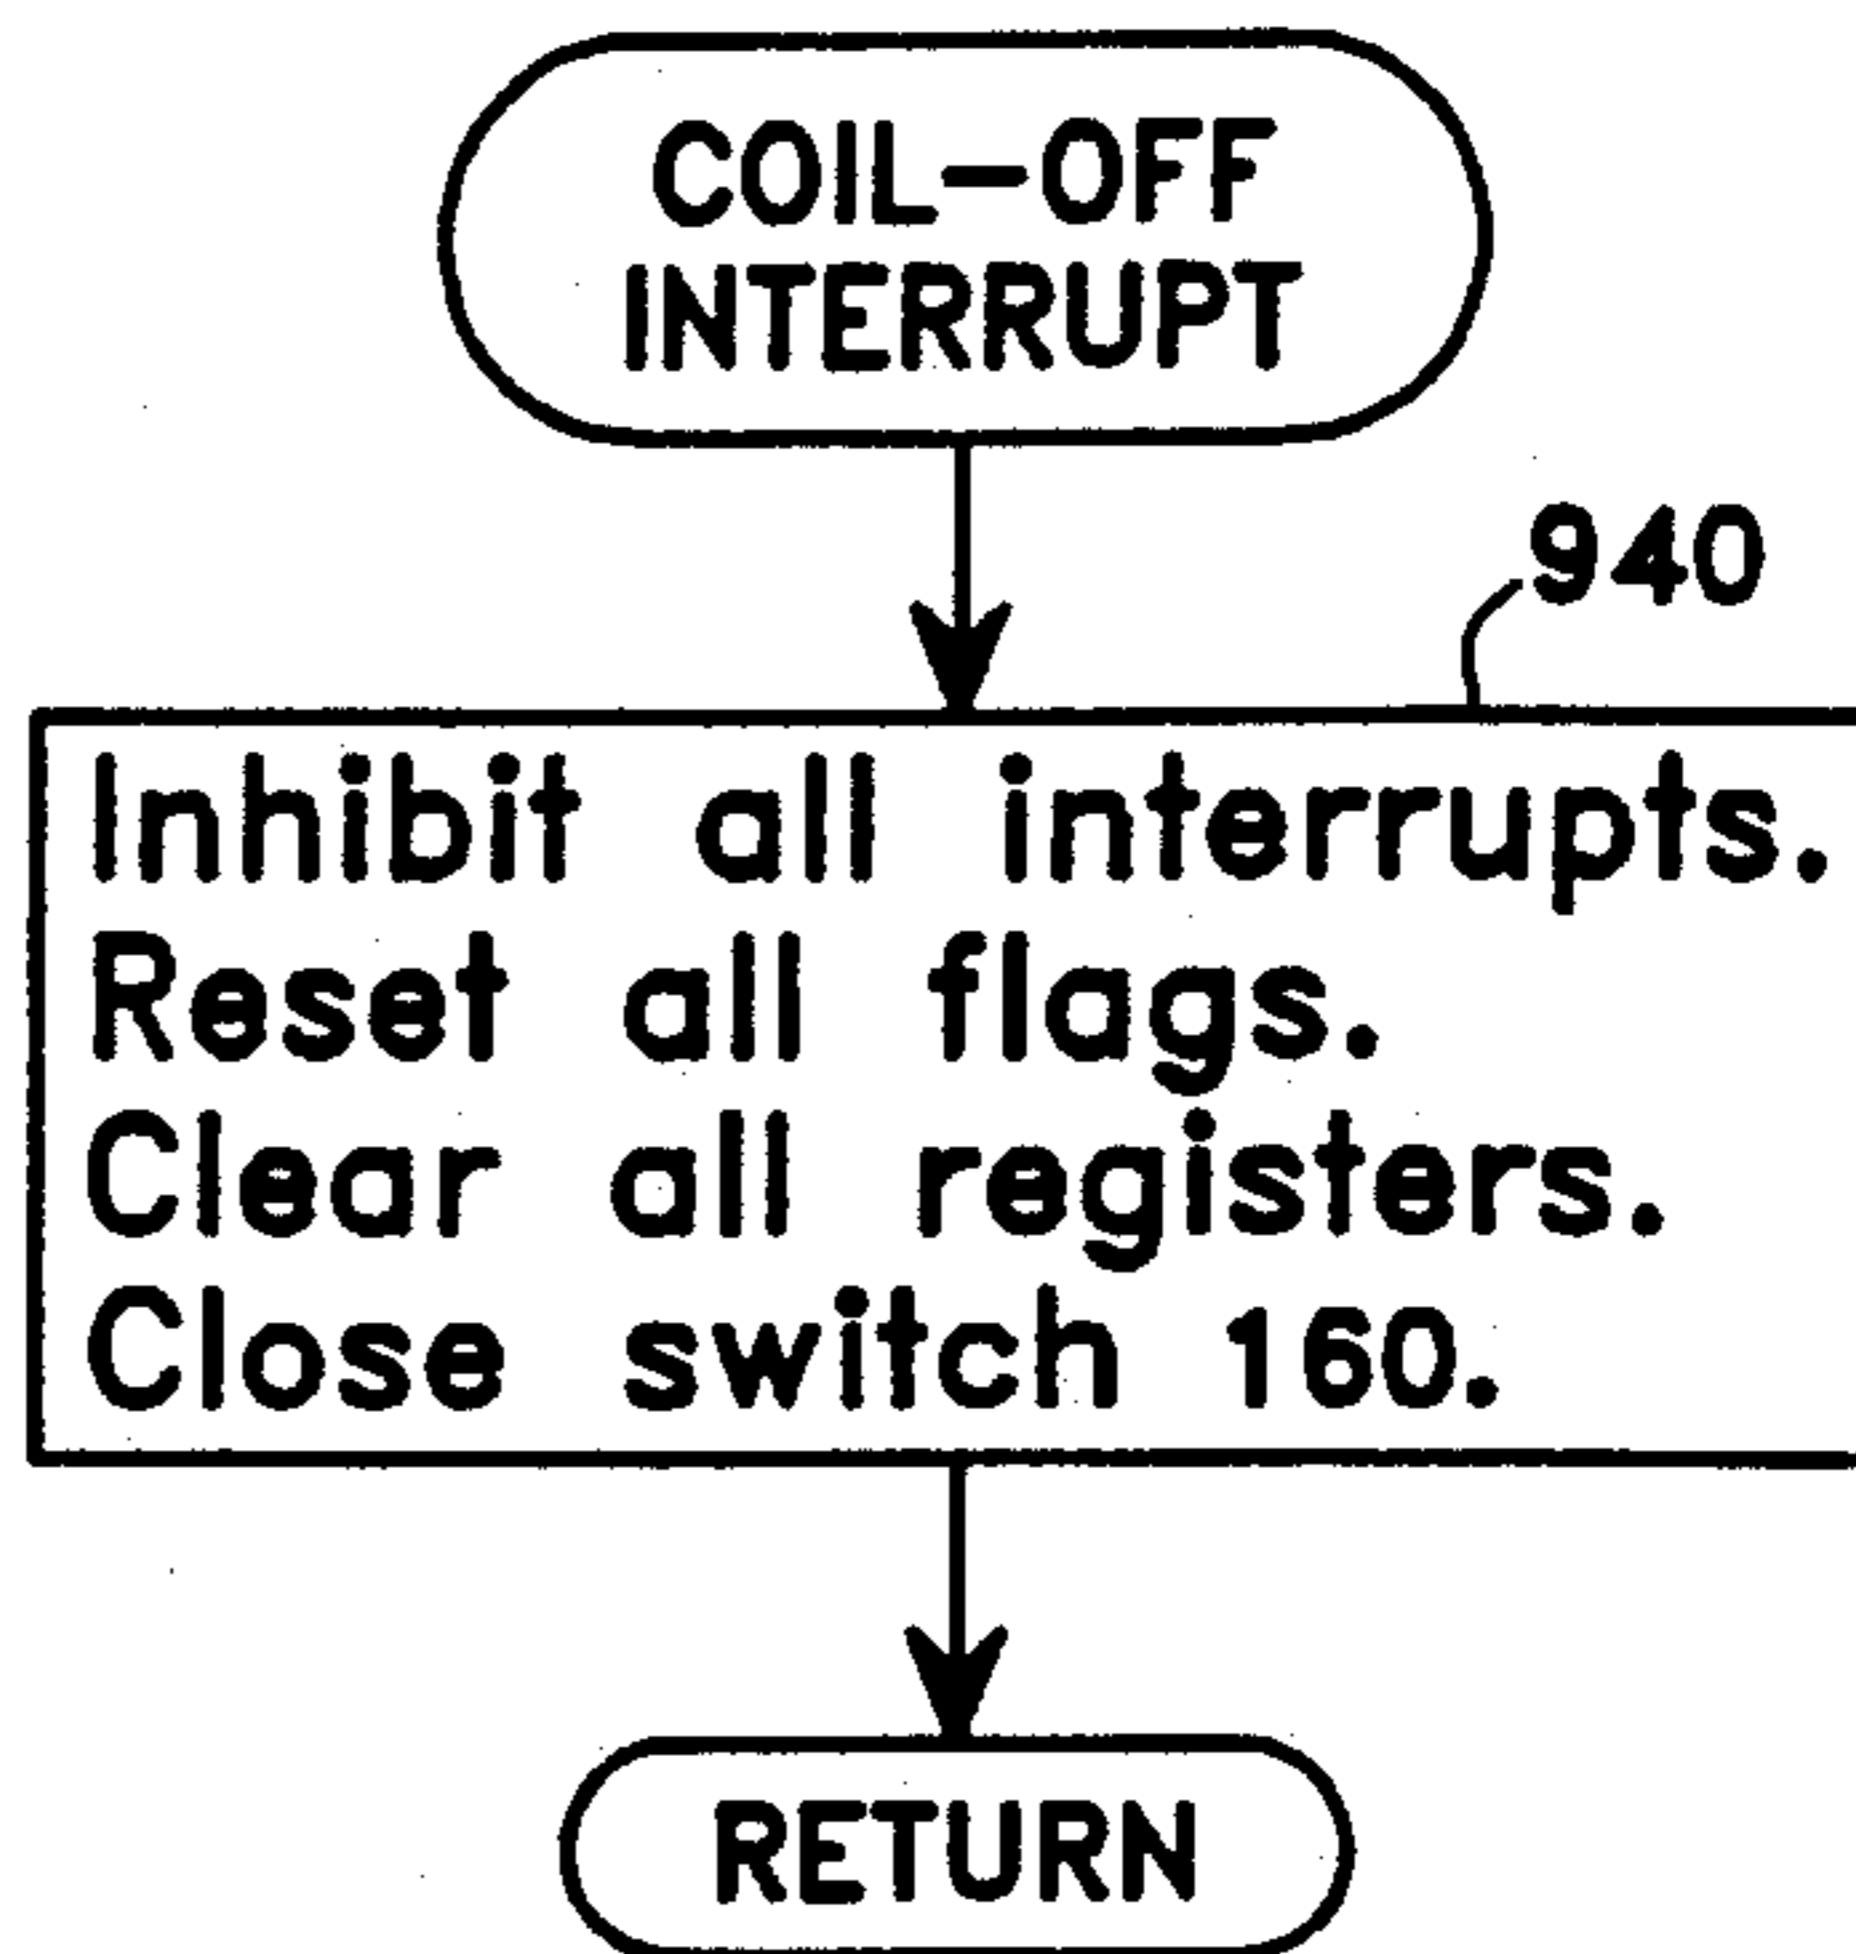 COIL-OFF
INTERRUPT
940
Inhibit all interrupts.
Reset all flags.
Clear all registers.
Close switch 160.
RETURN